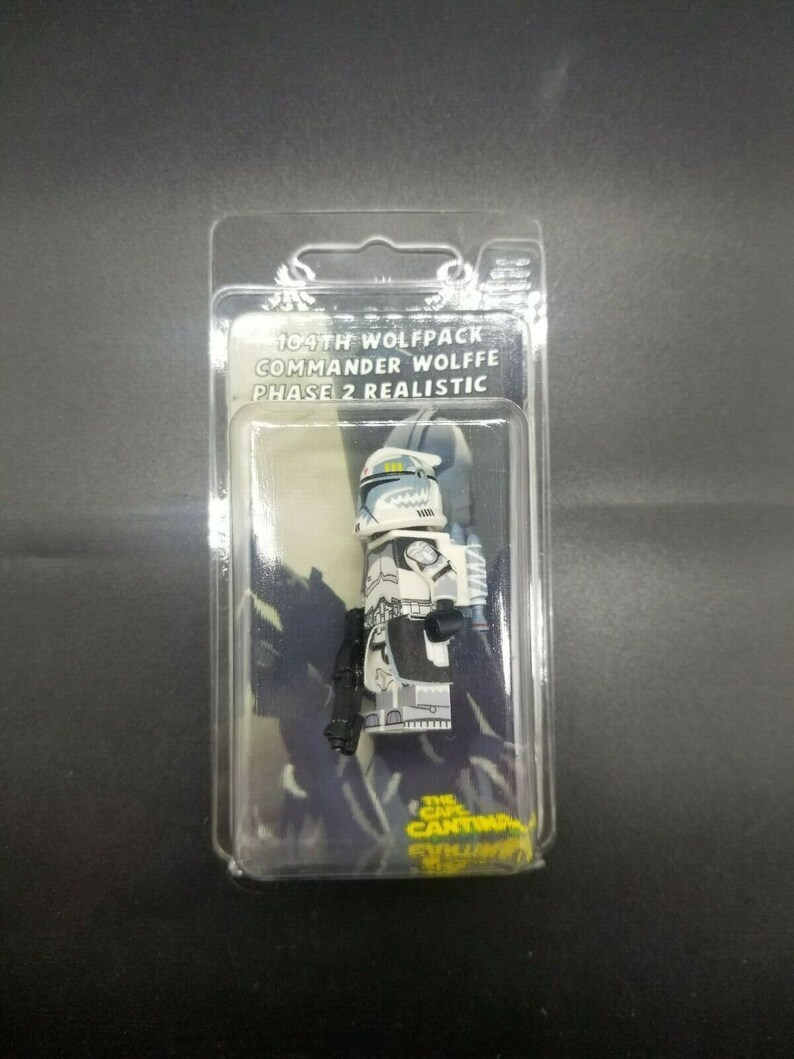 104TH WOLFPACK
COMMANDER WOLFFE
PHASE 2 REALISTIC
THE
CAPE
CANTINA